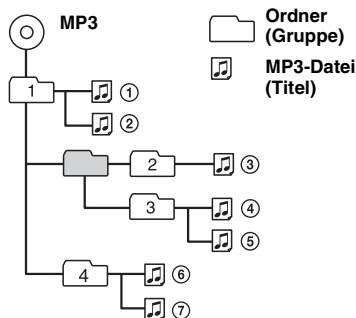 MP3
Ordner
(Gruppe)
MP3-Datei
(Titel)
1
①
②
2
③
3
④
⑤
4
⑥
⑦